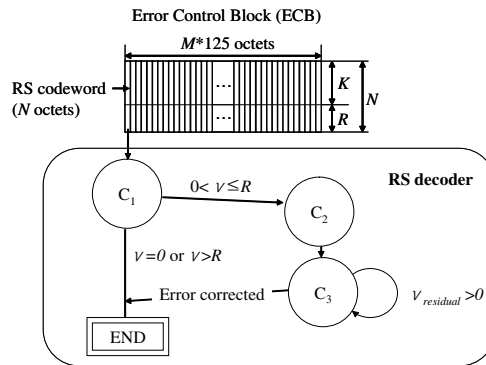 Error Control Block (ECB)
M*125 octets
RS codeword
(N octets)
...
...
K
N
R
RS decoder
C1
0< ν ≤ R
C2
ν=0 or ν>R
Error corrected
C3
ν residual >0
END